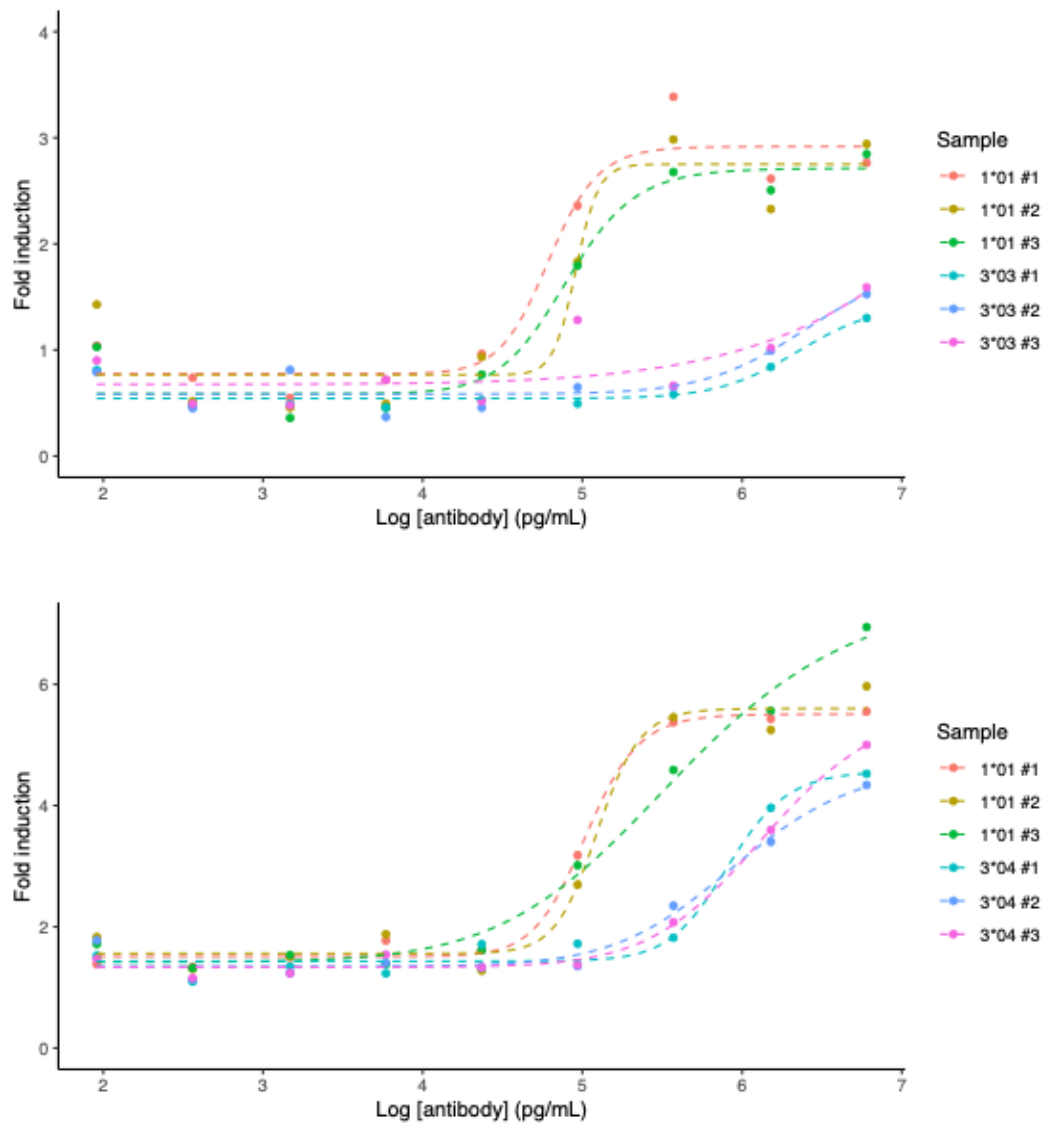 4
3
2
1
0
Fold induction
2 3 4 5 6 7
Log [antibody] (pg/mL)
Sample
1*01 #1
1*01 #2
1*01 #3
3*03 #1
3*03 #2
3*03 #3
6
4
2
0
Fold induction
2 3 4 5 6 7
Log [antibody] (pg/mL)
Sample
1*01 #1
1*01 #2
1*01 #3
3*04 #1
3*04 #2
3*04 #3